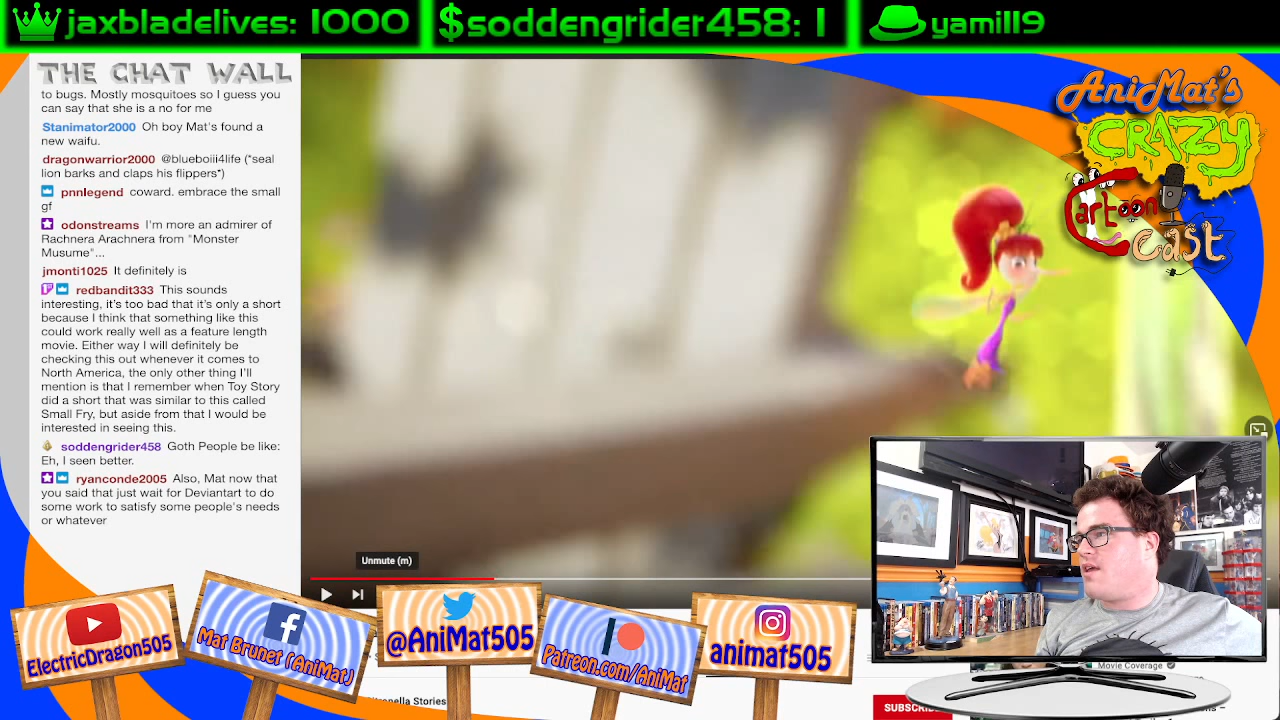 jaxbladelives: 1000
$soddengrider458: 1
yamill9
THE CHAT WALL
to bugs. Mostly mosquitoes so I guess you
can say that she is a no for me
Stanimator2000 Oh boy Mat's found a
new waifu.
dragonwarrior2000 @blueboiii4life (*seal
lion barks and claps his flippers*)
pnnlegend coward. embrace the small
gf
odonstreams I'm more an admirer of
Rachnera Arachnera from "Monster
Musume"...
jmonti1025 It definitely is
redbandit333 This sounds
interesting, it's too bad that it's only a short
because I think that something like this
could work really well as a feature length
movie. Either way I will definitely be
checking this out whenever it comes to
North America, the only other thing I'll
mention is that I remember when Toy Story
did a short that was similar to this called
Small Fry, but aside from that I would be
interested in seeing this.
soddengrider458 Goth People be like:
Eh, I seen better.
ryanconde2005 Also, Mat now that
you said that just wait for Deviantart to do
some work to satisfy some people's needs
or whatever
AniMat's
CRAZY
Cartoon
Cast
Unmute (m)
ElectricDragon505
Mat Brunet (AniMat)
@AniMat505
Patreon.com/AniMat
animat505
Stories
Movie Coverage